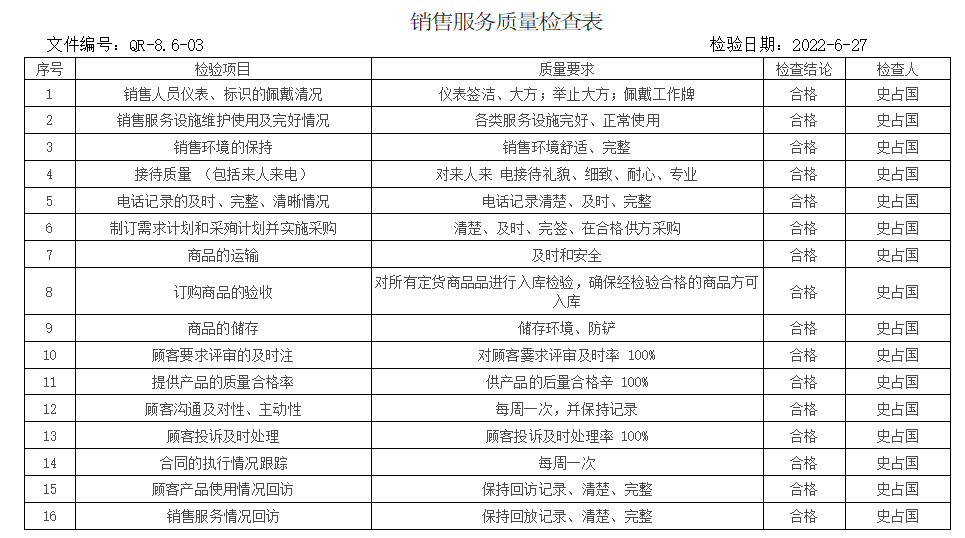 销售服务质量检查表
文件编号：QR-8.6-03 检验日期：2022-6-27
序号 检验项目 质量要求 检查结论 检查人
1 销售人员仪表、标识的佩戴清况 仪表签洁、大方；举止大方；佩戴工作牌 合格 史占国
2 销售服务设施维护使用及完好情况 各类服务设施完好、正常使用 合格 史占国
3 销售环境的保持 销售环境舒适、完整 合格 史占国
4 接待质量 （包括来人来电） 对来人来 电接待礼貌、细致、耐心、专业 合格 史占国
5 电话记录的及时、完整、清晰情况 电话记录清楚、及时、完整 合格 史占国
6 制订需求计划和采殉计划并实施采购 清楚、及时、完签、在合格供方采购 合格 史占国
7 商品的运输 及时和安全 合格 史占国
8 订购商品的验收 对所有定货商品品进行入库检验，确保经检验合格的商品方可
入库 合格 史占国
9 商品的储存 储存环境、防铲 合格 史占国
10 顾客要求评审的及时注 对顾客霎求评审及时率 100% 合格 史占国
11 提供产品的质量合格率 供产品的后量合格辛 100% 合格 史占国
12 顾客沟通及对性、主动性 每周一次，并保持记录 合格 史占国
13 顾客投诉及时处理 顾客投诉及时处理率 100% 合格 史占国
14 合同的执行情况跟踪 每周一次 合格 史占国
15 顾客产品使用情况回访 保持回访记录、清楚、完整 合格 史占国
16 销售服务情况回访 保持回放记录、清楚、完整 合格 史占国